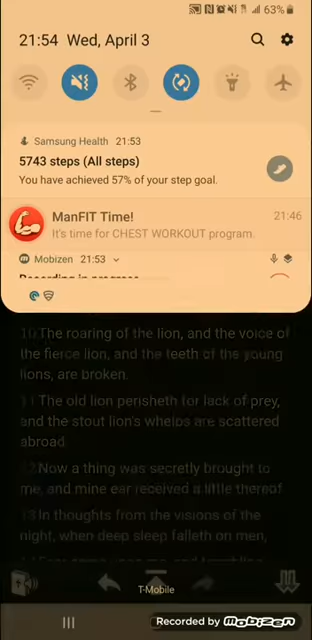 63%
21:54 Wed, April 3
Samsung Health 21:53
5743 steps (All steps)
You have achieved 57% of your step goal.
ManFIT Time! 21:46
It's time for CHEST WORKOUT program.
Mobizen 21:53
Recording in progress
10 The roaring of the lion, and the voice of
the fierce lion, and the teeth of the young
lions, are broken.
11 The old lion perisheth for lack of prey,
and the stout lion's whelps are scattered
abroad
12 Now a thing was secretly brought to
me, and mine ear received a little thereof
13 In thoughts from the visions of the
night, when deep sleep falleth on men,
T-Mobile
Recorded by mobizen